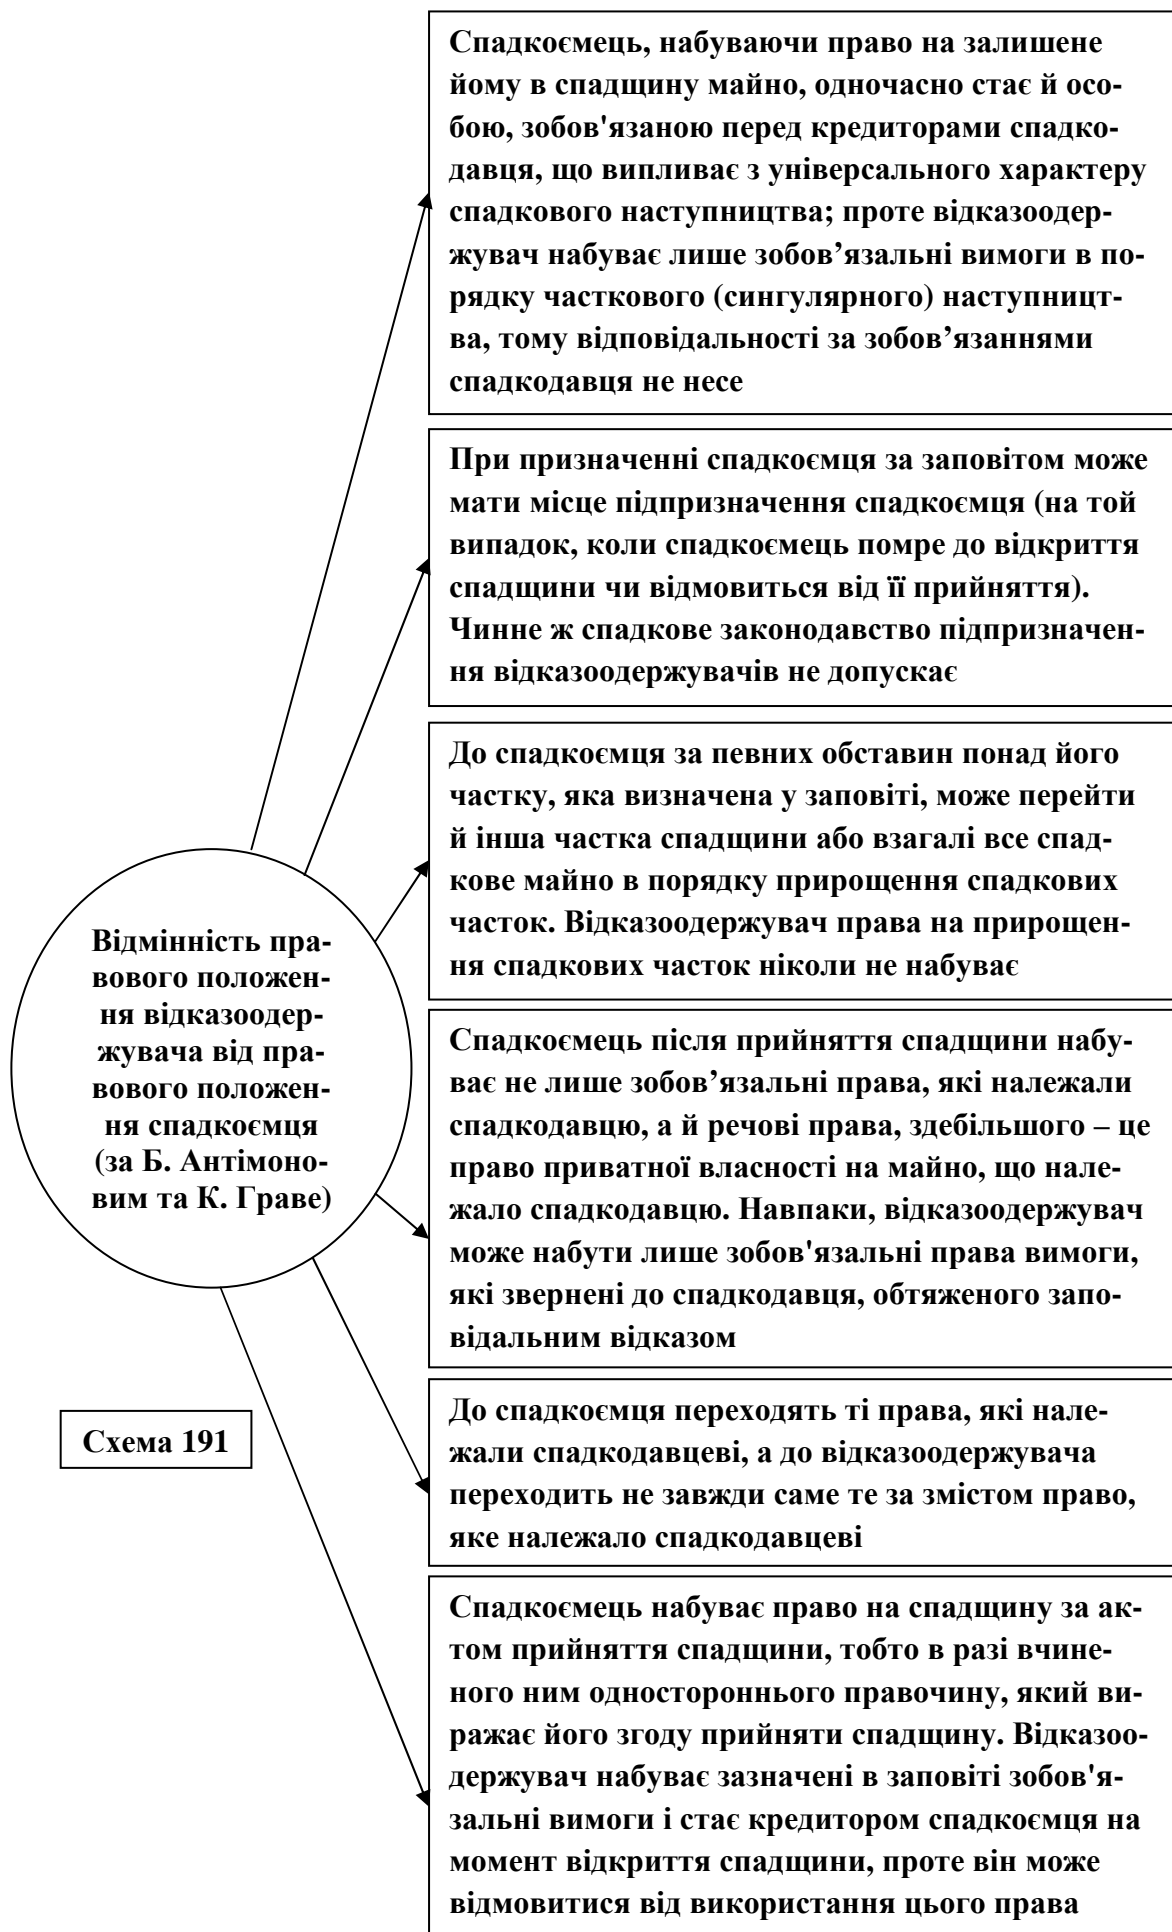 Спадкоємець, набуваючи право на залишене
йому в спадщину майно, одночасно стає й осо-
бою, зобов'язаною перед кредиторами спадко-
давця, що випливає з універсального характеру
спадкового наступництва; проте відказоодер-
жувач набуває лише зобов’язальні вимоги в по-
рядку часткового (сингулярного) наступницт-
ва, тому відповідальності за зобов’язаннями
спадкодавця не несе
При призначенні спадкоємця за заповітом може
мати місце підпризначення спадкоємця (на той
випадок, коли спадкоємець помре до відкриття
спадщини чи відмовиться від її прийняття).
Чинне ж спадкове законодавство підпризначен-
ня відказоодержувачів не допускає
До спадкоємця за певних обставин понад його
частку, яка визначена у заповіті, може перейти
й інша частка спадщини або взагалі все спад-
кове майно в порядку прирощення спадкових
часток. Відказоодержувач права на прирощен-
ня спадкових часток ніколи не набуває
Відмінність пра-
вового положен-
ня відказоодер-
жувача від пра-
вового положен-
ня спадкоємця
(за Б. Антімоно-
вим та К. Граве)
Спадкоємець після прийняття спадщини набу-
ває не лише зобов’язальні права, які належали
спадкодавцю, а й речові права, здебільшого – це
право приватної власності на майно, що нале-
жало спадкодавцю. Навпаки, відказоодержувач
може набути лише зобов'язальні права вимоги,
які звернені до спадкодавця, обтяженого запо-
відальним відказом
Схема 191
До спадкоємця переходять ті права, які нале-
жали спадкодавцеві, а до відказоодержувача
переходить не завжди саме те за змістом право,
яке належало спадкодавцеві
Спадкоємець набуває право на спадщину за ак-
том прийняття спадщини, тобто в разі вчине-
ного ним одностороннього правочину, який ви-
ражає його згоду прийняти спадщину. Відказоо-
держувач набуває зазначені в заповіті зобов'я-
зальні вимоги і стає кредитором спадкоємця на
момент відкриття спадщини, проте він може
відмовитися від використання цього права